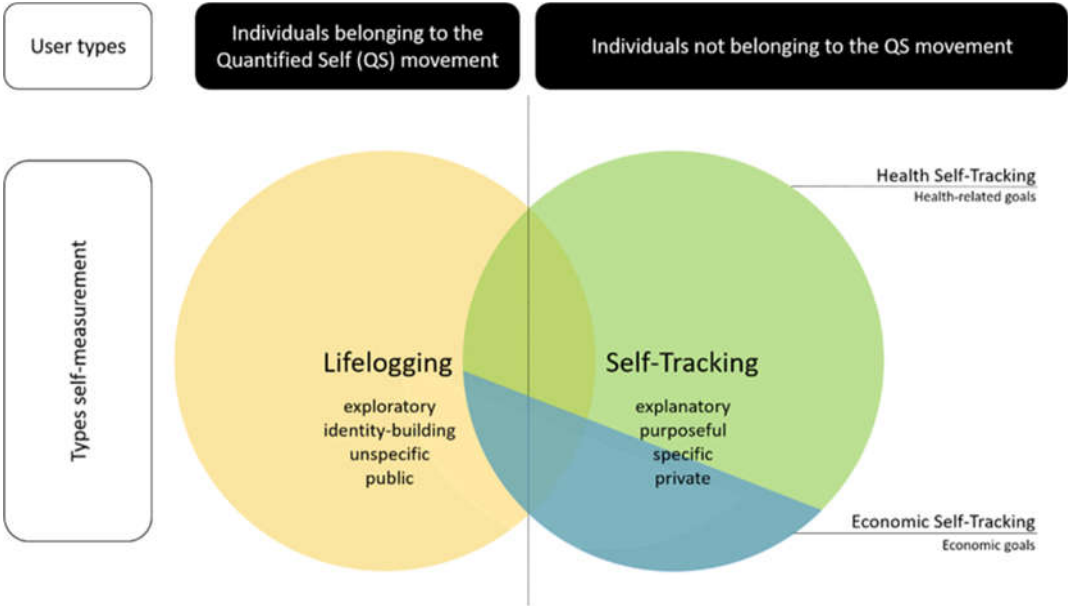 User types
Individuals belonging to the
Quantified Self (QS) movement
Individuals not belonging to the QS movement
Types self-measurement
Health Self-Tracking
Health-related goals
Lifelogging
exploratory
identity-building
unspecific
public
Self-Tracking
explanatory
purposeful
specific
private
Economic Self-Tracking
Economic goals